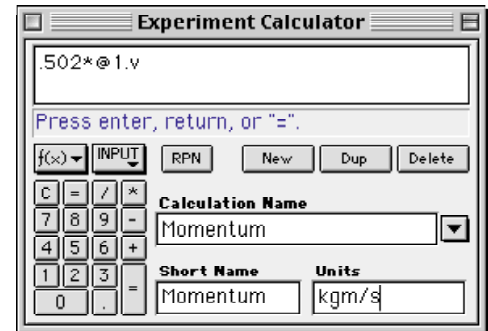 Experiment Calculator
.502*@1.v
Press enter, return, or "=".
f(x) INPUT RPN New Dup Delete
C = / *
7 8 9 -
4 5 6 +
1 2 3 =
0 .
Calculation Name
Momentum
Short Name Units
Momentum kgm/s